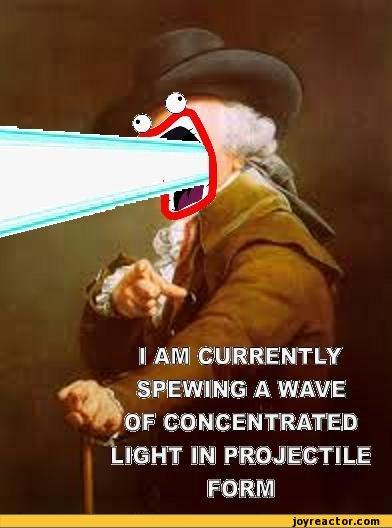 I AM CURRENTLY
SPEWING A WAVE
OF CONCENTRATED
LIGHT IN PROJECTILE
FORM
joyreactor.com